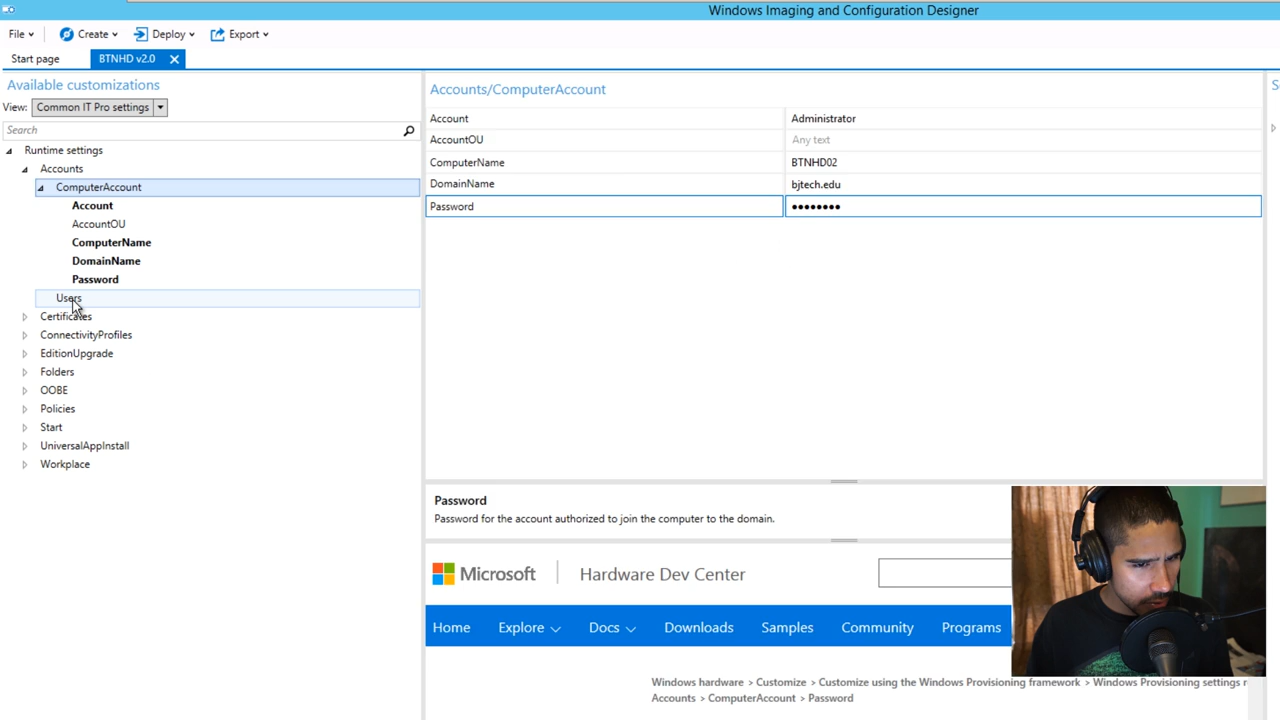 Windows Imaging and Configuration Designer
File
Create
Deploy
Export
Start page
BTNHD v2.0
Available customizations
View:
Common IT Pro settings
Search
Runtime settings
Accounts
ComputerAccount
Account
AccountOU
ComputerName
DomainName
Password
Users
Certificates
ConnectivityProfiles
EditionUpgrade
Folders
OOBE
Policies
Start
UniversalAppInstall
Workplace
Accounts/ComputerAccount
Account Administrator
AccountOU Any text
ComputerName BTNHD02
DomainName bjtech.edu
Password ••••••••
Password
Password for the account authorized to join the computer to the domain.
Microsoft Hardware Dev Center
Home Explore Docs Downloads Samples Community Programs
Windows hardware > Customize > Customize using the Windows Provisioning framework > Windows Provisioning settings
Accounts > ComputerAccount > Password